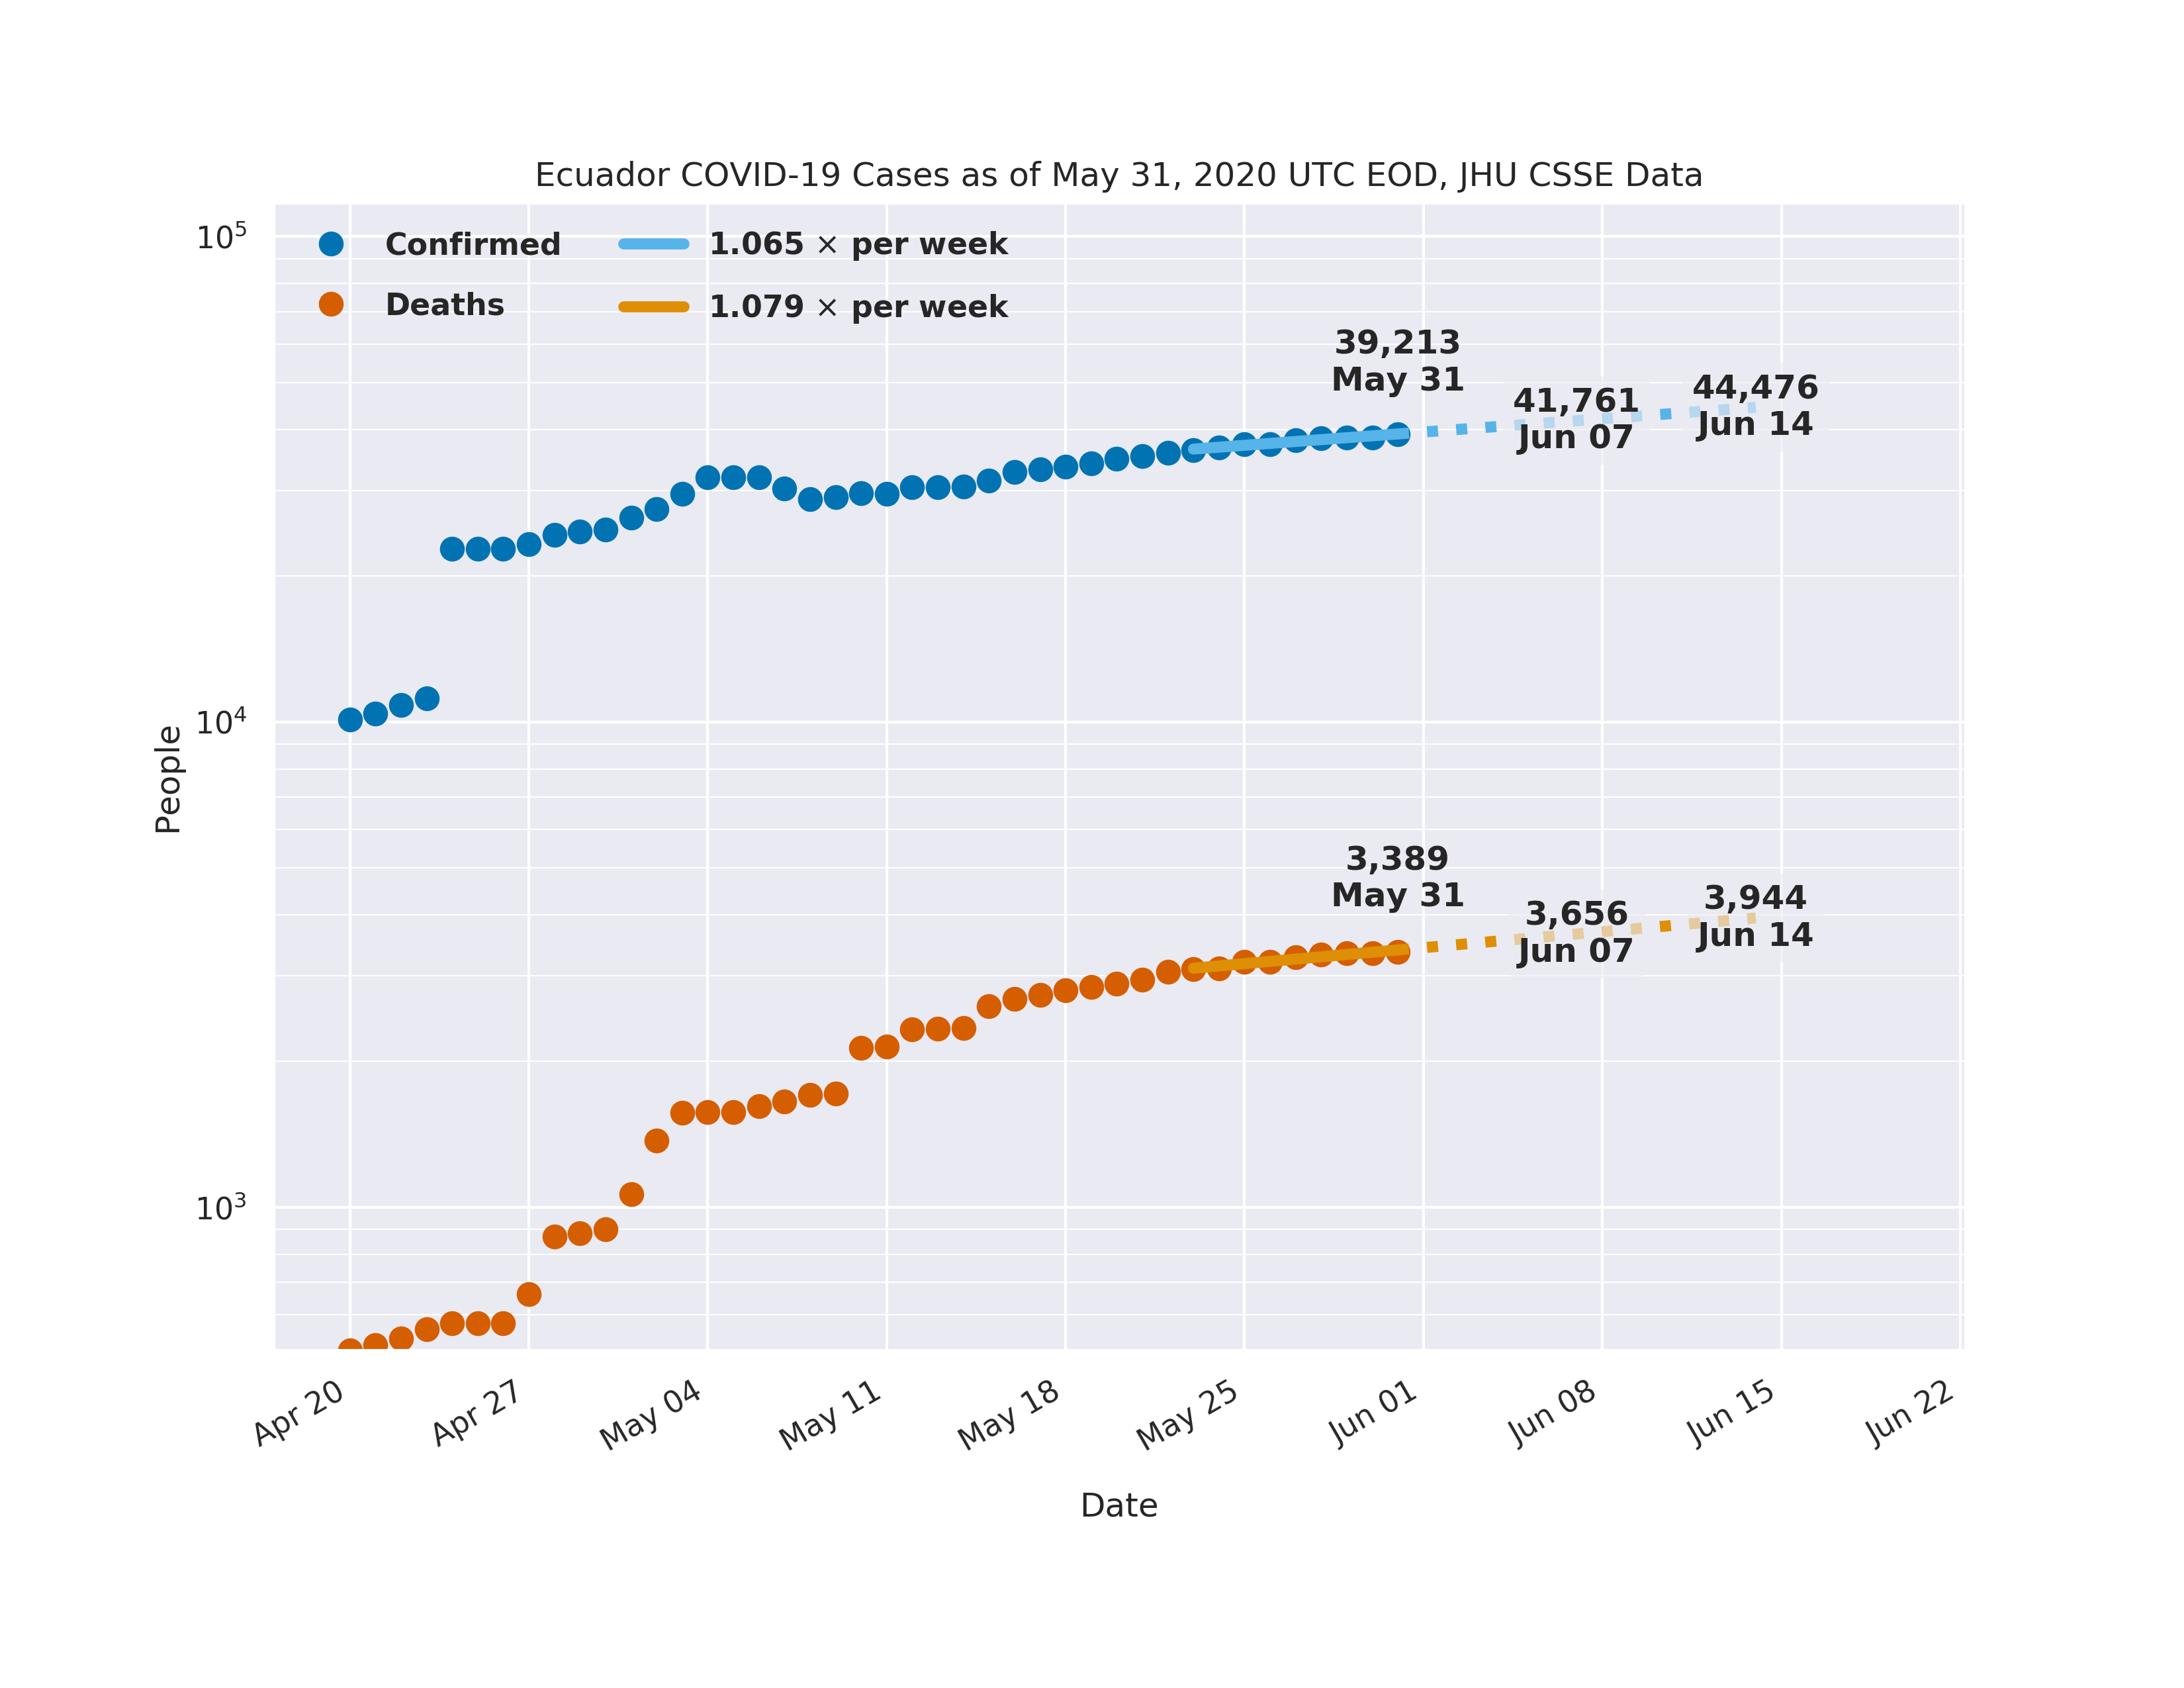 Ecuador COVID-19 Cases as of May 31, 2020 UTC EOD, JHU CSSE Data
Confirmed
Deaths
1.065 × per week
1.079 × per week
39,213
May 31
41,761
Jun 07
44,476
Jun 14
3,389
May 31
3,656
Jun 07
3,944
Jun 14
People
10⁵
10⁴
10³
Apr 20
Apr 27
May 04
May 11
May 18
May 25
Jun 01
Jun 08
Jun 15
Jun 22
Date